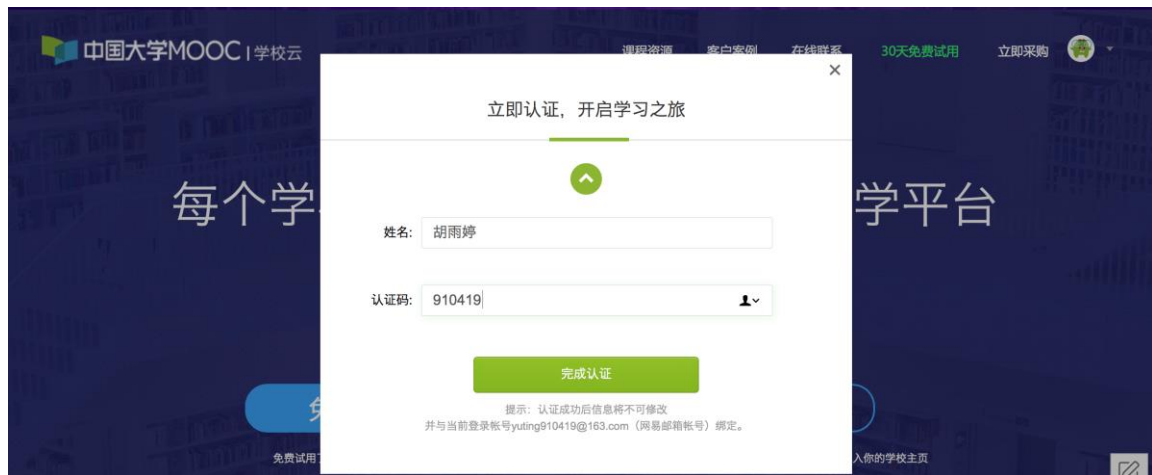 中国大学MOOC | 学校云
课程资源 客户案例 在线联系 30天免费试用 立即采购
×
立即认证，开启学习之旅
每个学
学平台
姓名: 胡雨婷
认证码: 910419
完成认证
提示：认证成功后信息将不可修改
并与当前登录帐号yuting910419@163.com（网易邮箱帐号）绑定。
免费试用
入你的学校主页